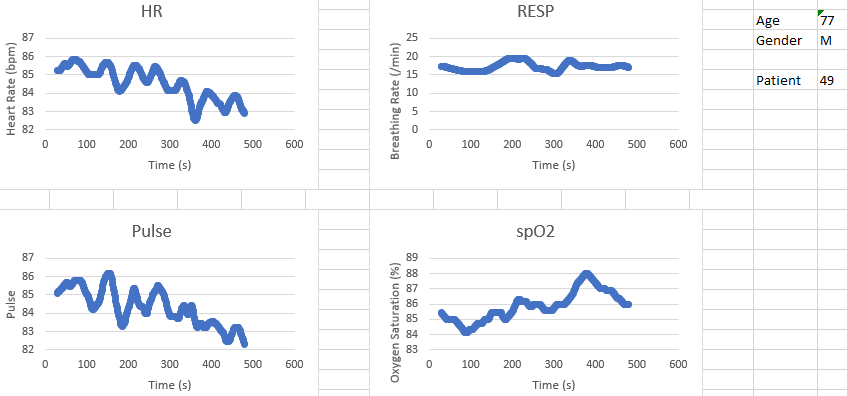 HR
Heart Rate (bpm)
87
86
85
84
83
82
0 100 200 300 400 500 600
Time (s)
RESP
Breathing Rate (/min)
25
20
15
10
5
0
0 100 200 300 400 500 600
Time (s)
Age 77
Gender M
Patient 49
Pulse
Pulse
87
86
85
84
83
82
0 100 200 300 400 500 600
Time (s)
spO2
Oxygen Saturation (%)
89
88
87
86
85
84
83
0 100 200 300 400 500 600
Time (s)